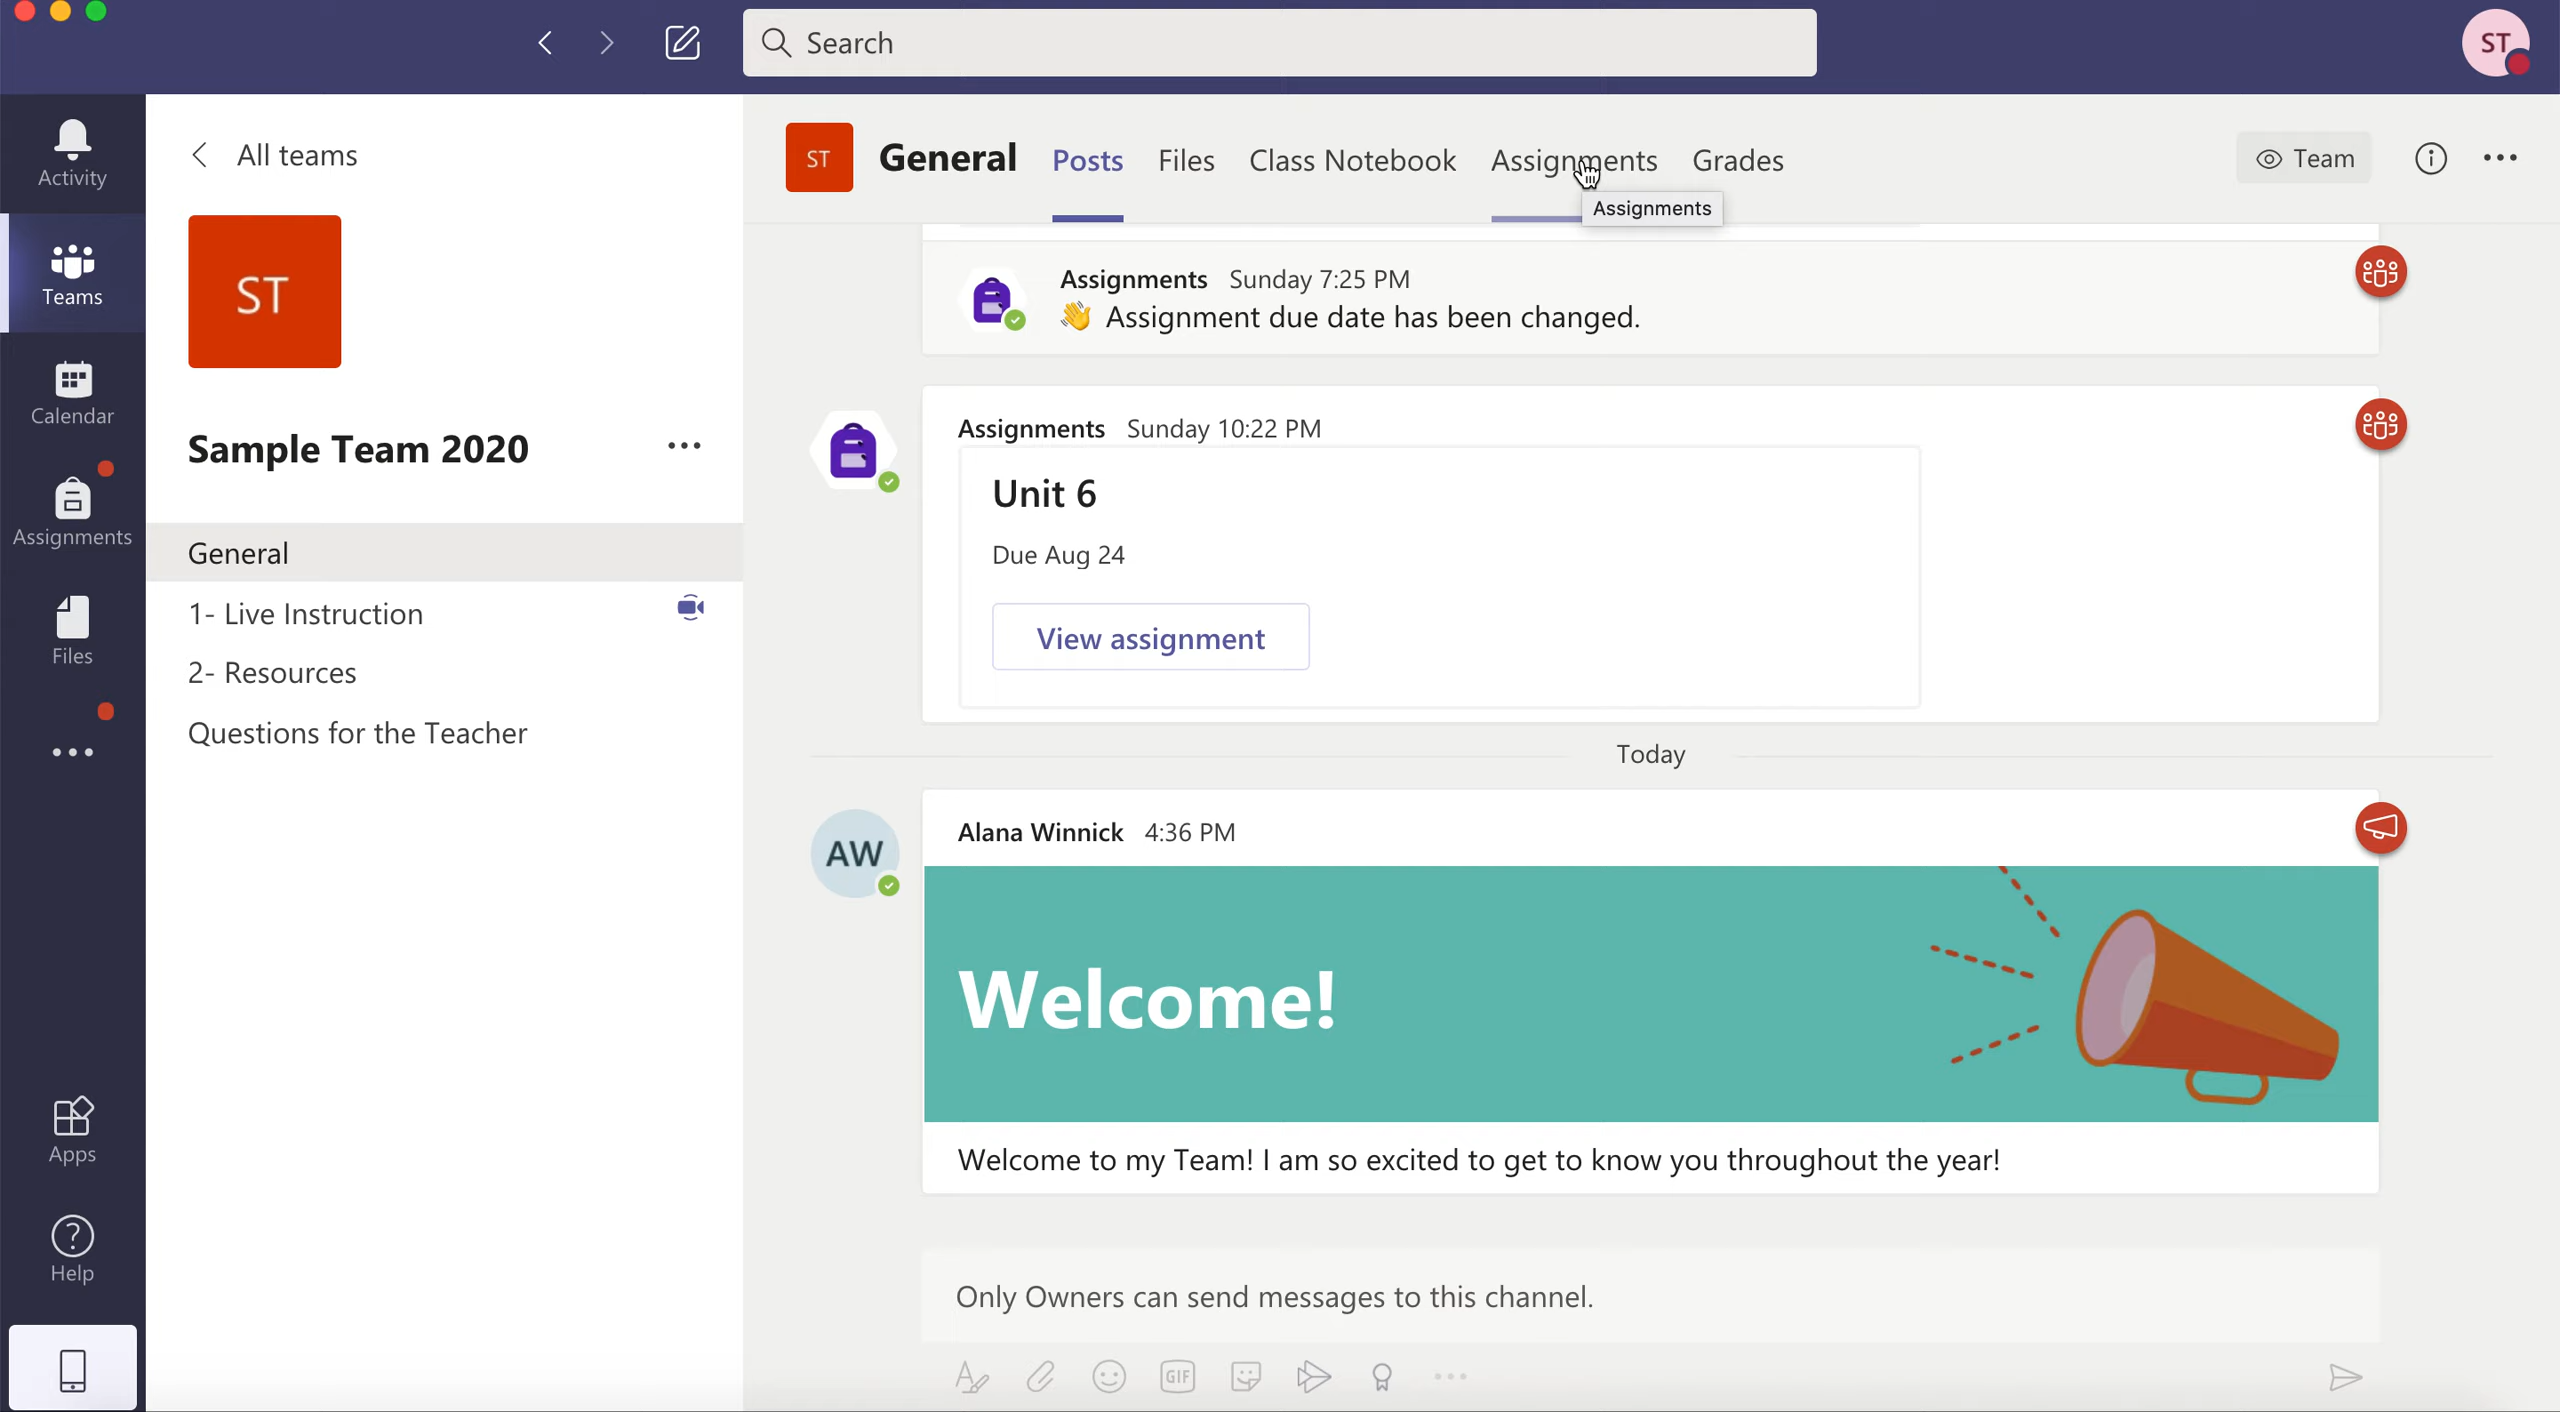 Search
ST
Activity
Teams
Calendar
Assignments
Files
Apps
Help
All teams
ST
Sample Team 2020
General
1- Live Instruction
2- Resources
Questions for the Teacher
ST General Posts Files Class Notebook Assignments Grades
Team
Assignments
Assignments Sunday 7:25 PM
👋 Assignment due date has been changed.
Assignments Sunday 10:22 PM
Unit 6
Due Aug 24
View assignment
Today
AW
Alana Winnick 4:36 PM
Welcome!
Welcome to my Team! I am so excited to get to know you throughout the year!
Only Owners can send messages to this channel.
GIF